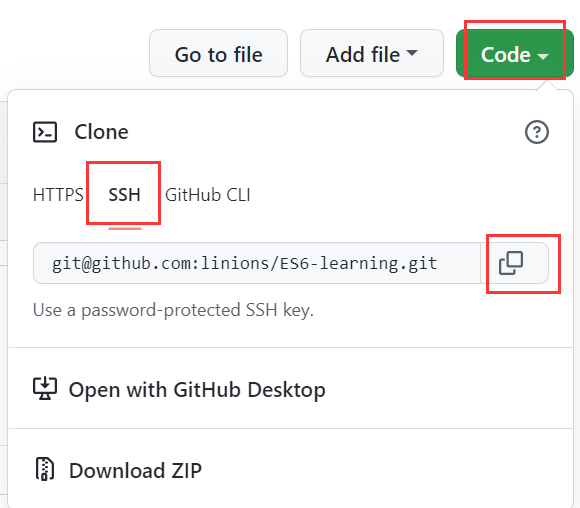 Go to file Add file Code
Clone
HTTPS SSH GitHub CLI
git@github.com:linions/ES6-learning.git
Use a password-protected SSH key.
Open with GitHub Desktop
Download ZIP